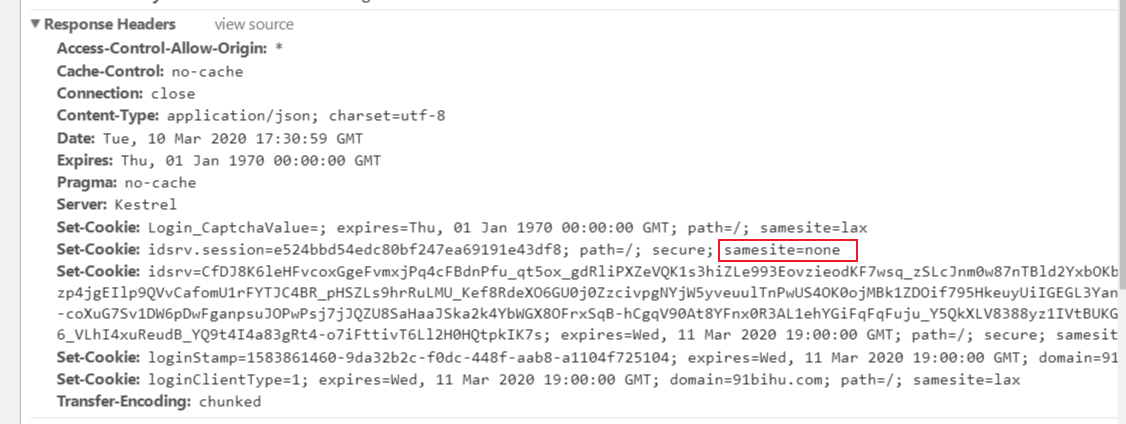 Response Headers view source
Access-Control-Allow-Origin: *
Cache-Control: no-cache
Connection: close
Content-Type: application/json; charset=utf-8
Date: Tue, 10 Mar 2020 17:30:59 GMT
Expires: Thu, 01 Jan 1970 00:00:00 GMT
Pragma: no-cache
Server: Kestrel
Set-Cookie: Login_CaptchaValue=; expires=Thu, 01 Jan 1970 00:00:00 GMT; path=/; samesite=lax
Set-Cookie: idsrv.session=e524bbd54edc80bf247ea69191e43df8; path=/; secure; samesite=none
Set-Cookie: idsrv=CfDJ8K6leHFvcoxGgeFvmxjPq4cFBdnPfu_qt5ox_gdRliPXZeVQK1s3hiZLe993EovzieodKF7wsq_zSLcJnm0w87nTBld2YxbOKb
zp4jgEIlp9QVvCafomU1rFYTJC4BR_pHSZLs9hrRuLMU_Kef8RdeXO6GU0j0ZzcivpgNYjW5yveuulTnPwUS4OK0ojMBk1ZDOif795HkeuyUiIGEGL3Yan
-coXuG7Sv1DW6pDwFganpsuJOPwPsj7jJQZU8SaHaaJSka2k4YbWGX8OFrxSqB-hCgqV90At8YFnx0R3AL1ehYGiFqFqFuju_Y5QkXLV8388yz1IVtBUKG
6_VLhI4xuReudB_YQ9t4I4a83gRt4-o7iFttivT6Ll2H0HQtpkIK7s; expires=Wed, 11 Mar 2020 19:00:00 GMT; path=/; secure; samesit
Set-Cookie: loginStamp=1583861460-9da32b2c-f0dc-448f-aab8-a1104f725104; expires=Wed, 11 Mar 2020 19:00:00 GMT; domain=91
Set-Cookie: loginClientType=1; expires=Wed, 11 Mar 2020 19:00:00 GMT; domain=91bihu.com; path=/; samesite=lax
Transfer-Encoding: chunked